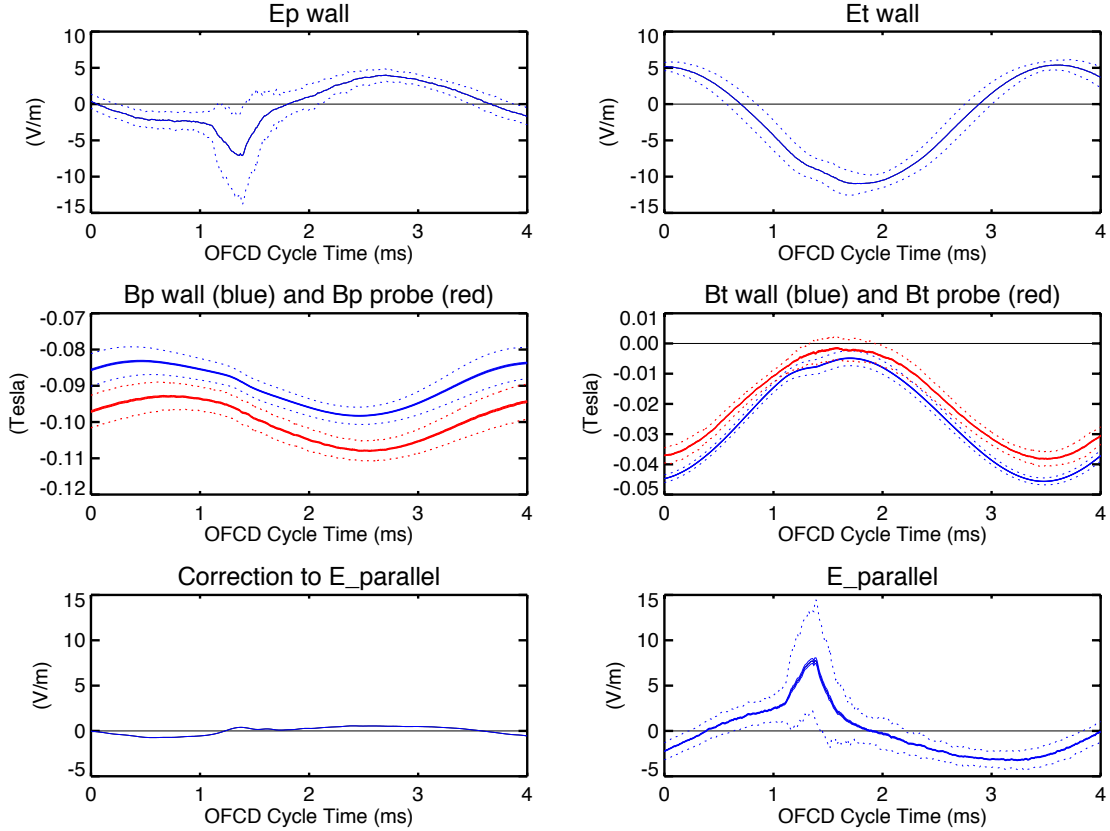 Ep wall
10
5
0
-5
-10
-15
(V/m)
0 1 2 3 4
OFCD Cycle Time (ms)
Et wall
10
5
0
-5
-10
-15
(V/m)
0 1 2 3 4
OFCD Cycle Time (ms)
Bp wall (blue) and Bp probe (red)
-0.07
-0.08
-0.09
-0.10
-0.11
-0.12
(Tesla)
0 1 2 3 4
OFCD Cycle Time (ms)
Bt wall (blue) and Bt probe (red)
0.01
0.00
-0.01
-0.02
-0.03
-0.04
-0.05
(Tesla)
0 1 2 3 4
OFCD Cycle Time (ms)
Correction to E_parallel
15
10
5
0
-5
(V/m)
0 1 2 3 4
OFCD Cycle Time (ms)
E_parallel
15
10
5
0
-5
(V/m)
0 1 2 3 4
OFCD Cycle Time (ms)